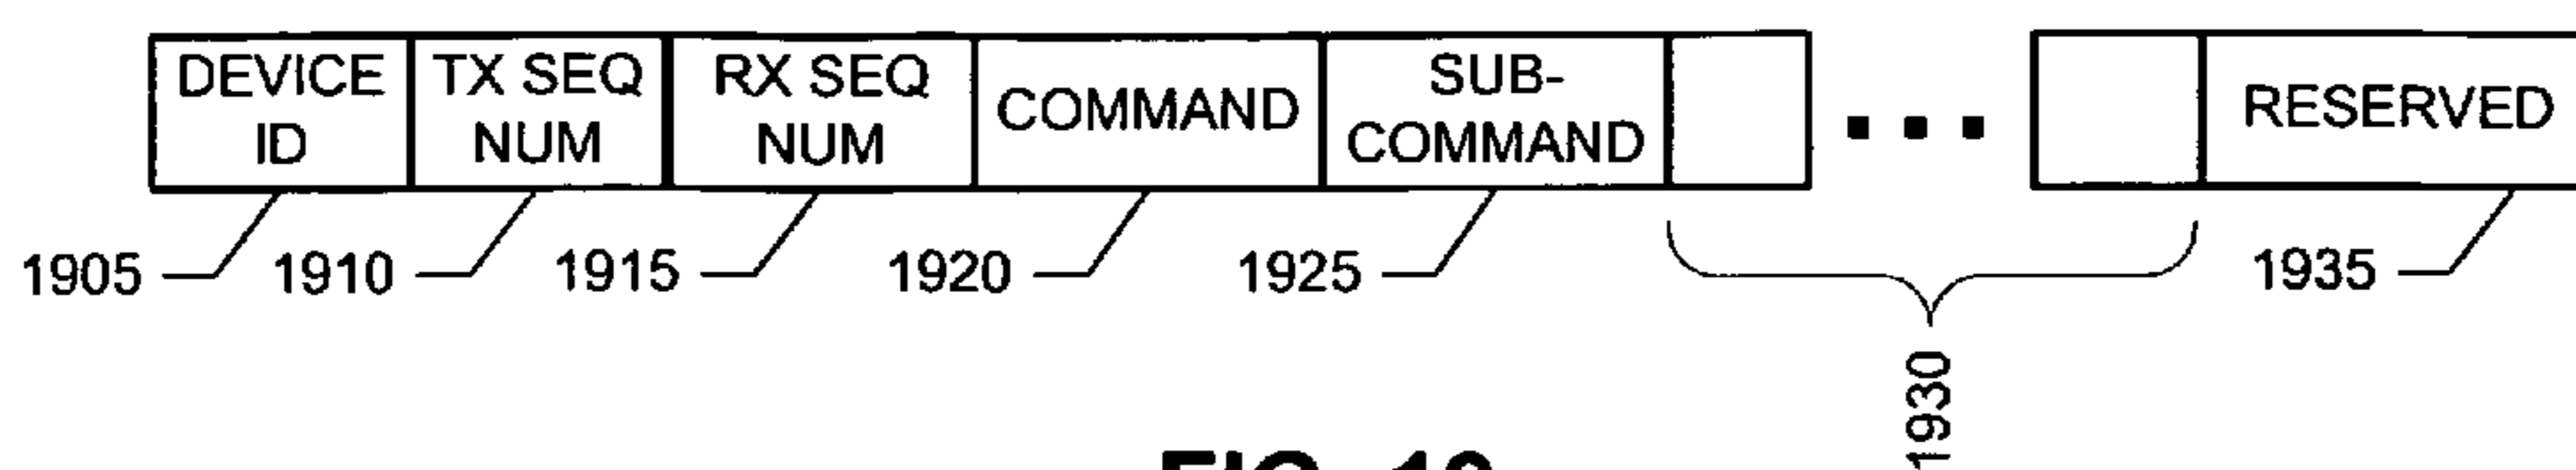 DEVICE
ID
TX SEQ
NUM
RX SEQ
NUM
COMMAND
SUB-
COMMAND
RESERVED
1905
1910
1915
1920
1925
1930
1935